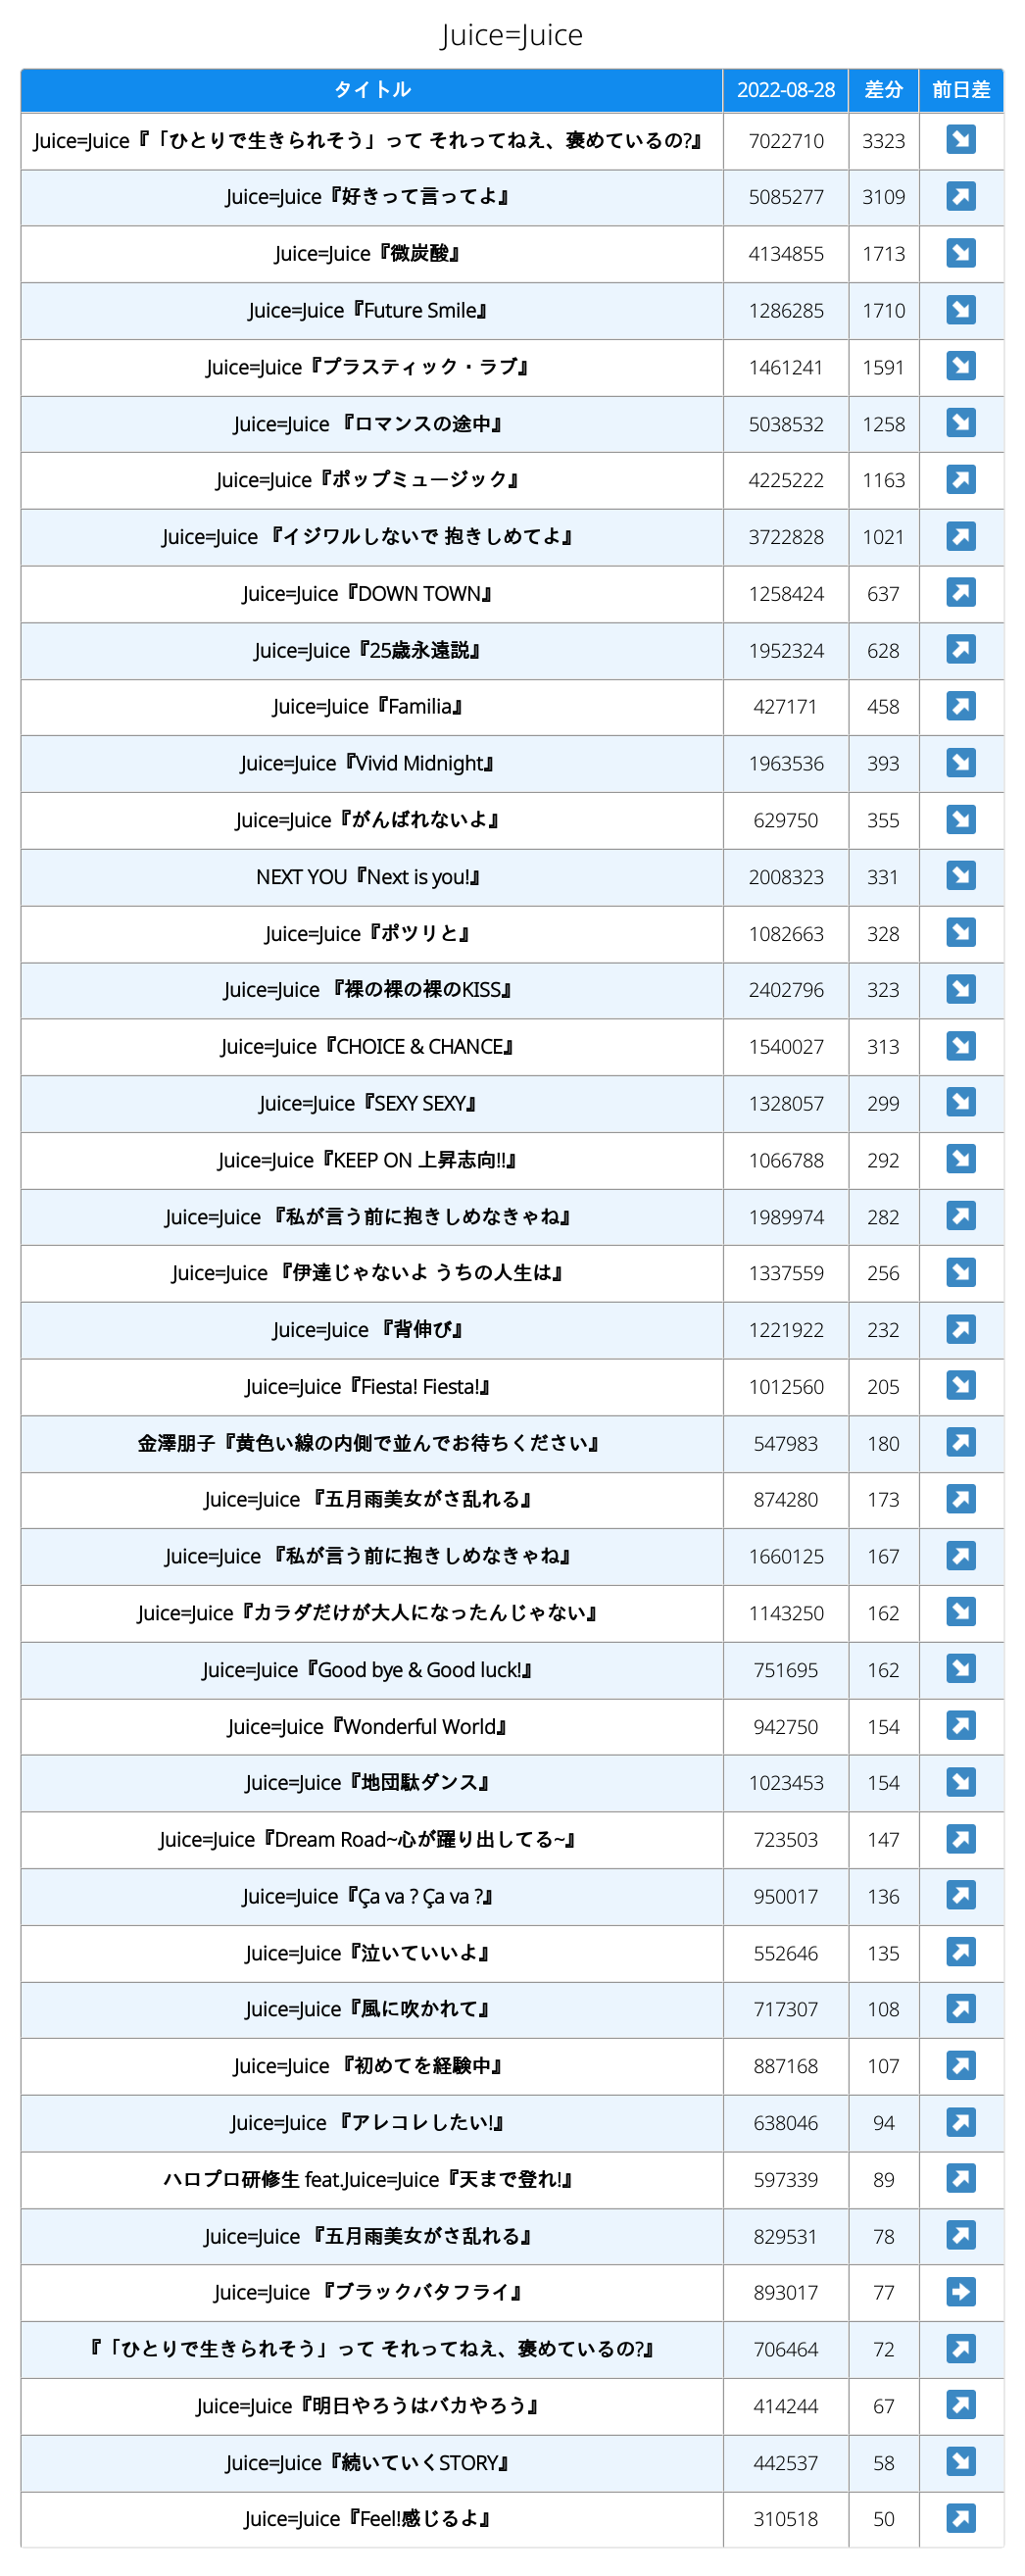 Juice=Juice
タイトル 2022-08-28 差分 前日差
Juice=Juice『「ひとりで生きられそう」って それってねえ、褒めているの?』 7022710 3323 ↘
Juice=Juice『好きって言ってよ』 5085277 3109 ↗
Juice=Juice『微炭酸』 4134855 1713 ↘
Juice=Juice『Future Smile』 1286285 1710 ↘
Juice=Juice『プラスティック・ラブ』 1461241 1591 ↘
Juice=Juice 『ロマンスの途中』 5038532 1258 ↘
Juice=Juice『ポップミュージック』 4225222 1163 ↗
Juice=Juice 『イジワルしないで 抱きしめてよ』 3722828 1021 ↗
Juice=Juice『DOWN TOWN』 1258424 637 ↗
Juice=Juice『25歳永遠説』 1952324 628 ↗
Juice=Juice『Familia』 427171 458 ↗
Juice=Juice『Vivid Midnight』 1963536 393 ↘
Juice=Juice『がんばれないよ』 629750 355 ↘
NEXT YOU『Next is you!』 2008323 331 ↘
Juice=Juice『ポツリと』 1082663 328 ↘
Juice=Juice 『裸の裸の裸のKISS』 2402796 323 ↘
Juice=Juice『CHOICE & CHANCE』 1540027 313 ↘
Juice=Juice『SEXY SEXY』 1328057 299 ↘
Juice=Juice『KEEP ON 上昇志向!!』 1066788 292 ↘
Juice=Juice 『私が言う前に抱きしめなきゃね』 1989974 282 ↗
Juice=Juice 『伊達じゃないよ うちの人生は』 1337559 256 ↘
Juice=Juice 『背伸び』 1221922 232 ↗
Juice=Juice『Fiesta! Fiesta!』 1012560 205 ↘
金澤朋子『黄色い線の内側で並んでお待ちください』 547983 180 ↗
Juice=Juice 『五月雨美女がさ乱れる』 874280 173 ↗
Juice=Juice 『私が言う前に抱きしめなきゃね』 1660125 167 ↗
Juice=Juice『カラダだけが大人になったんじゃない』 1143250 162 ↘
Juice=Juice『Good bye & Good luck!』 751695 162 ↘
Juice=Juice『Wonderful World』 942750 154 ↗
Juice=Juice『地団駄ダンス』 1023453 154 ↘
Juice=Juice『Dream Road~心が躍り出してる~』 723503 147 ↗
Juice=Juice『Ça va ? Ça va ?』 950017 136 ↗
Juice=Juice『泣いていいよ』 552646 135 ↗
Juice=Juice『風に吹かれて』 717307 108 ↗
Juice=Juice 『初めてを経験中』 887168 107 ↗
Juice=Juice 『アレコレしたい!』 638046 94 ↗
ハロプロ研修生 feat.Juice=Juice『天まで登れ!』 597339 89 ↗
Juice=Juice 『五月雨美女がさ乱れる』 829531 78 ↗
Juice=Juice 『ブラックバタフライ』 893017 77 ➡
『「ひとりで生きられそう」って それってねえ、褒めているの?』 706464 72 ↗
Juice=Juice『明日やろうはバカやろう』 414244 67 ↗
Juice=Juice『続いていくSTORY』 442537 58 ↘
Juice=Juice『Feel!感じるよ』 310518 50 ↗